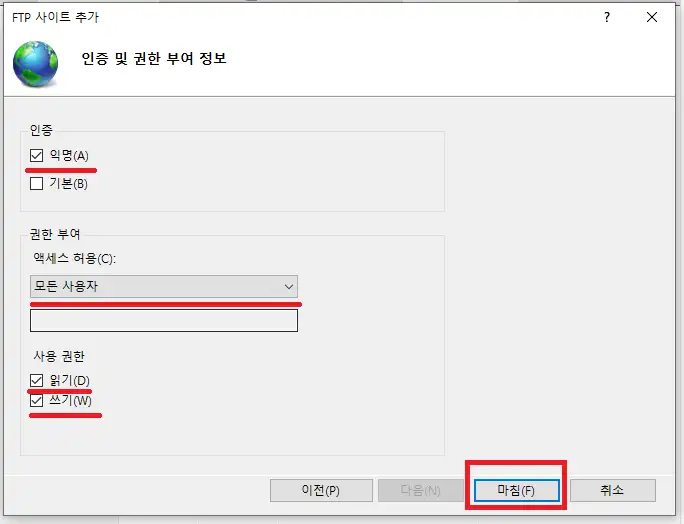 FTP 사이트 추가
인증 및 권한 부여 정보
인증
익명(A)
기본(B)
권한 부여
액세스 허용(C):
모든 사용자
사용 권한
읽기(D)
쓰기(W)
이전(P) 다음(N) 마침(F) 취소